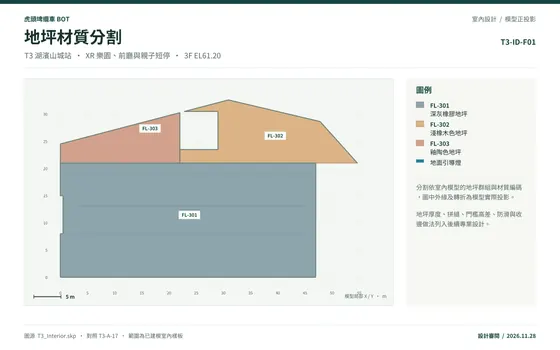 虎頭埤纜車 BOT
室內設計 / 模型正投影
地坪材質分割
T3-ID-F01
T3 湖濱山城站 · XR 樂園、前廳與親子短停 · 3F EL61.20
圖例
FL-301
深灰橡膠地坪
FL-302
淺橡木色地坪
FL-303
釉陶色地坪
地面引導燈
分割依室內模型的地坪群組與材質編碼
，圖中外緣及轉折為模型實際投影。
地坪厚度、拼縫、門檻高差、防滑與收
邊做法列入後續專業設計。
FL-303
FL-302
FL-301
30
25
20
15
10
5
0
0 5 10 15 20 25 30 35 40 45 50 55
5 m
模型局部 X / Y · m
圖源 T3_Interior.skp · 對照 T3-A-17 · 範圍為已建模室內樣板
設計審閱 / 2026.11.28